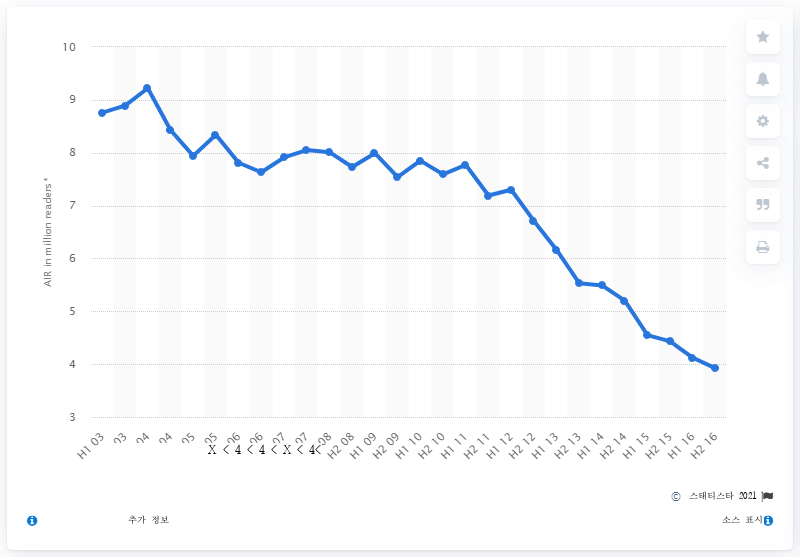 10
9
8
7
6
5
4
3
AIR in million readers*
H1 03
03
04
04
05
05
06
06
07
07
08
H2 08
H1 09
H2 09
H1 10
H2 10
H1 11
H2 11
H1 12
H2 12
H1 13
H2 13
H1 14
H2 14
H1 15
H2 15
H1 16
H2 16
X < 4 < 4 < X < 4<
© 스태티스타 2021
추가 정보
소스 표시